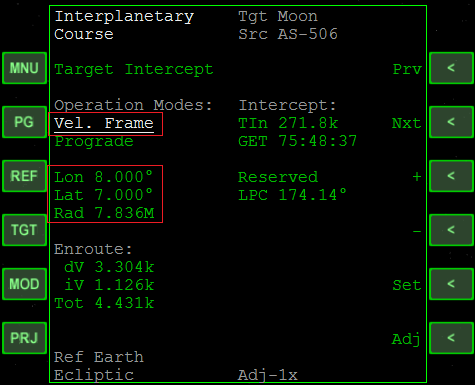 Interplanetary Tgt Moon
Course Src AS-506
MNU Target Intercept Prv <
Operation Modes: Intercept:
PG Vel. Frame TIn 271.8k Nxt <
Prograde GET 75:48:37
REF Lon 8.000° Reserved + <
Lat 7.000° LPC 174.14°
Rad 7.836M
TGT - <
Enroute:
dV 3.304k
MOD iV 1.126k Set <
Tot 4.431k
PRJ Adj <
Ref Earth
Ecliptic Adj-1x